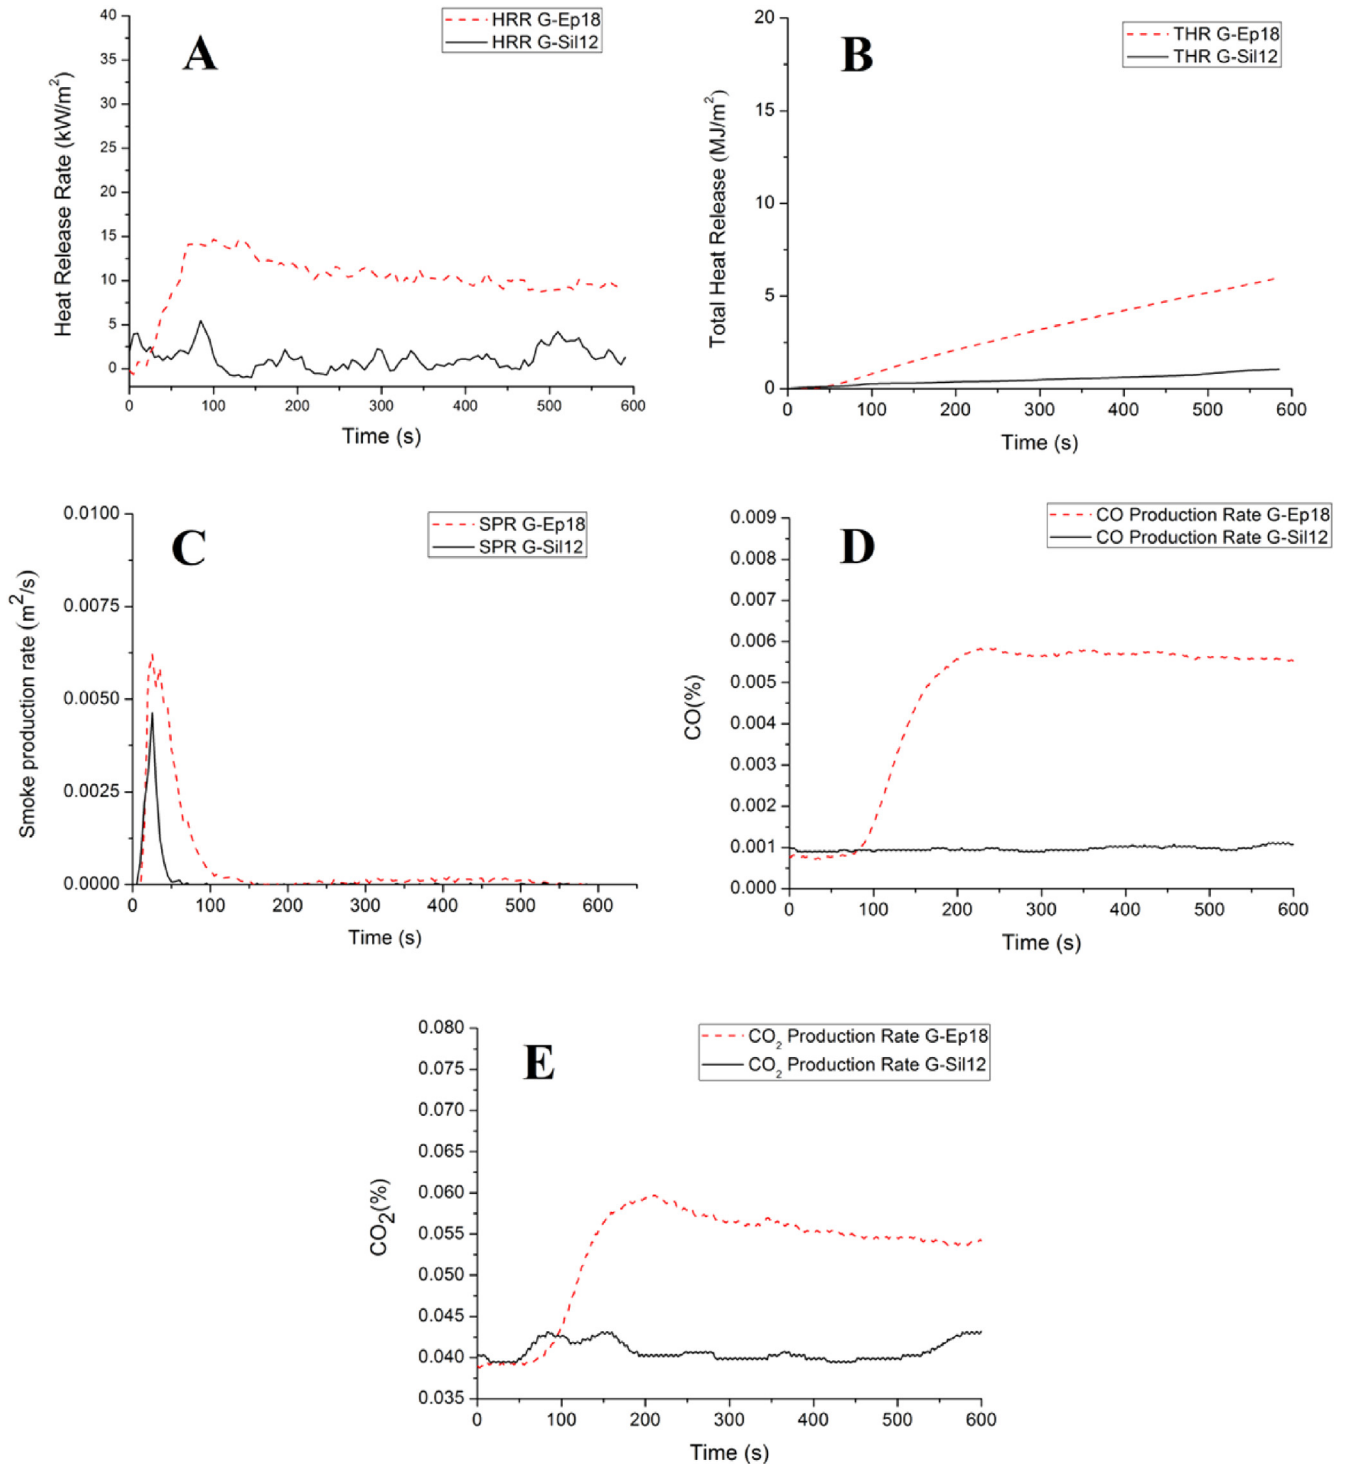 A
HRR G-Ep18
HRR G-Sil12
Heat Release Rate (kW/m²)
40
35
30
25
20
15
10
5
0
0 100 200 300 400 500 600
Time (s)
B
THR G-Ep18
THR G-Sil12
Total Heat Release (MJ/m²)
20
15
10
5
0
0 100 200 300 400 500 600
Time (s)
C
SPR G-Ep18
SPR G-Sil12
Smoke production rate (m²/s)
0.0100
0.0075
0.0050
0.0025
0.0000
0 100 200 300 400 500 600
Time (s)
D
CO Production Rate G-Ep18
CO Production Rate G-Sil12
CO(%)
0.009
0.008
0.007
0.006
0.005
0.004
0.003
0.002
0.001
0.000
0 100 200 300 400 500 600
Time (s)
E
CO₂ Production Rate G-Ep18
CO₂ Production Rate G-Sil12
CO₂(%)
0.080
0.075
0.070
0.065
0.060
0.055
0.050
0.045
0.040
0.035
0 100 200 300 400 500 600
Time (s)